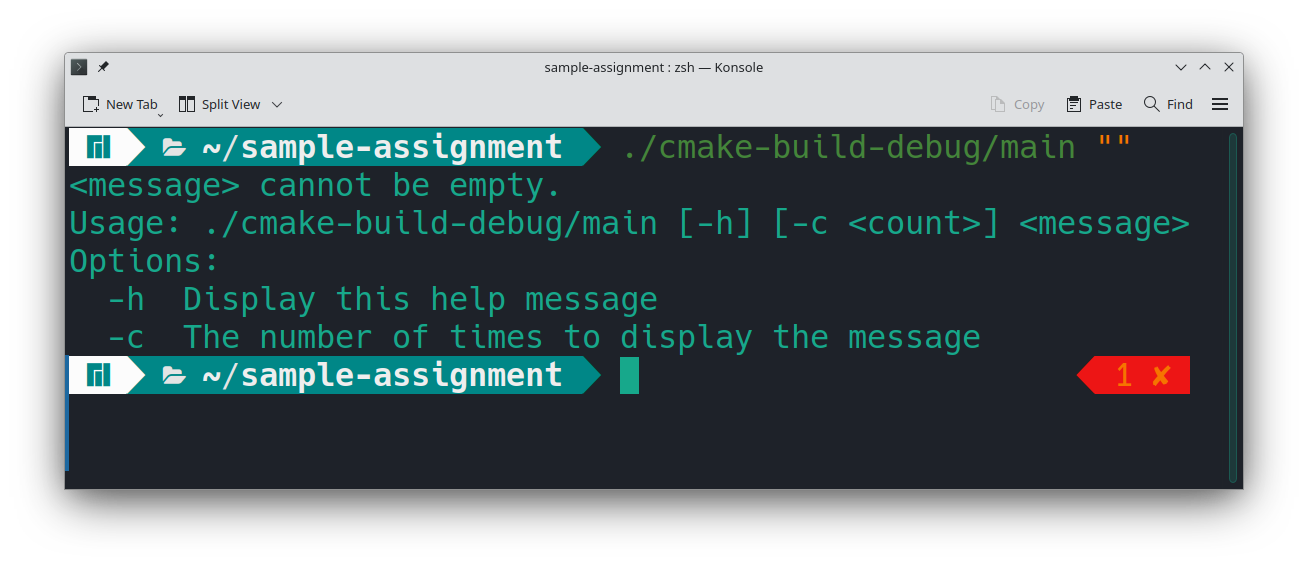 sample-assignment : zsh — Konsole
New Tab Split View Copy Paste Find
~/sample-assignment ./cmake-build-debug/main ""
<message> cannot be empty.
Usage: ./cmake-build-debug/main [-h] [-c <count>] <message>
Options:
-h Display this help message
-c The number of times to display the message
~/sample-assignment 1 ✘